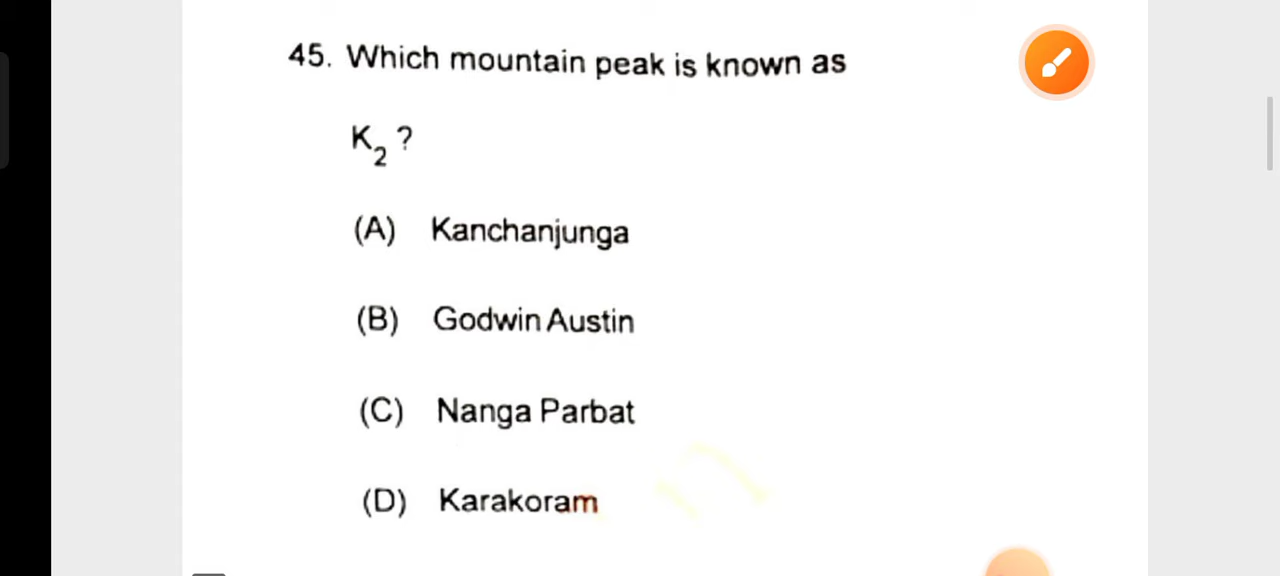 45. Which mountain peak is known as
K₂ ?
(A) Kanchanjunga
(B) Godwin Austin
(C) Nanga Parbat
(D) Karakoram